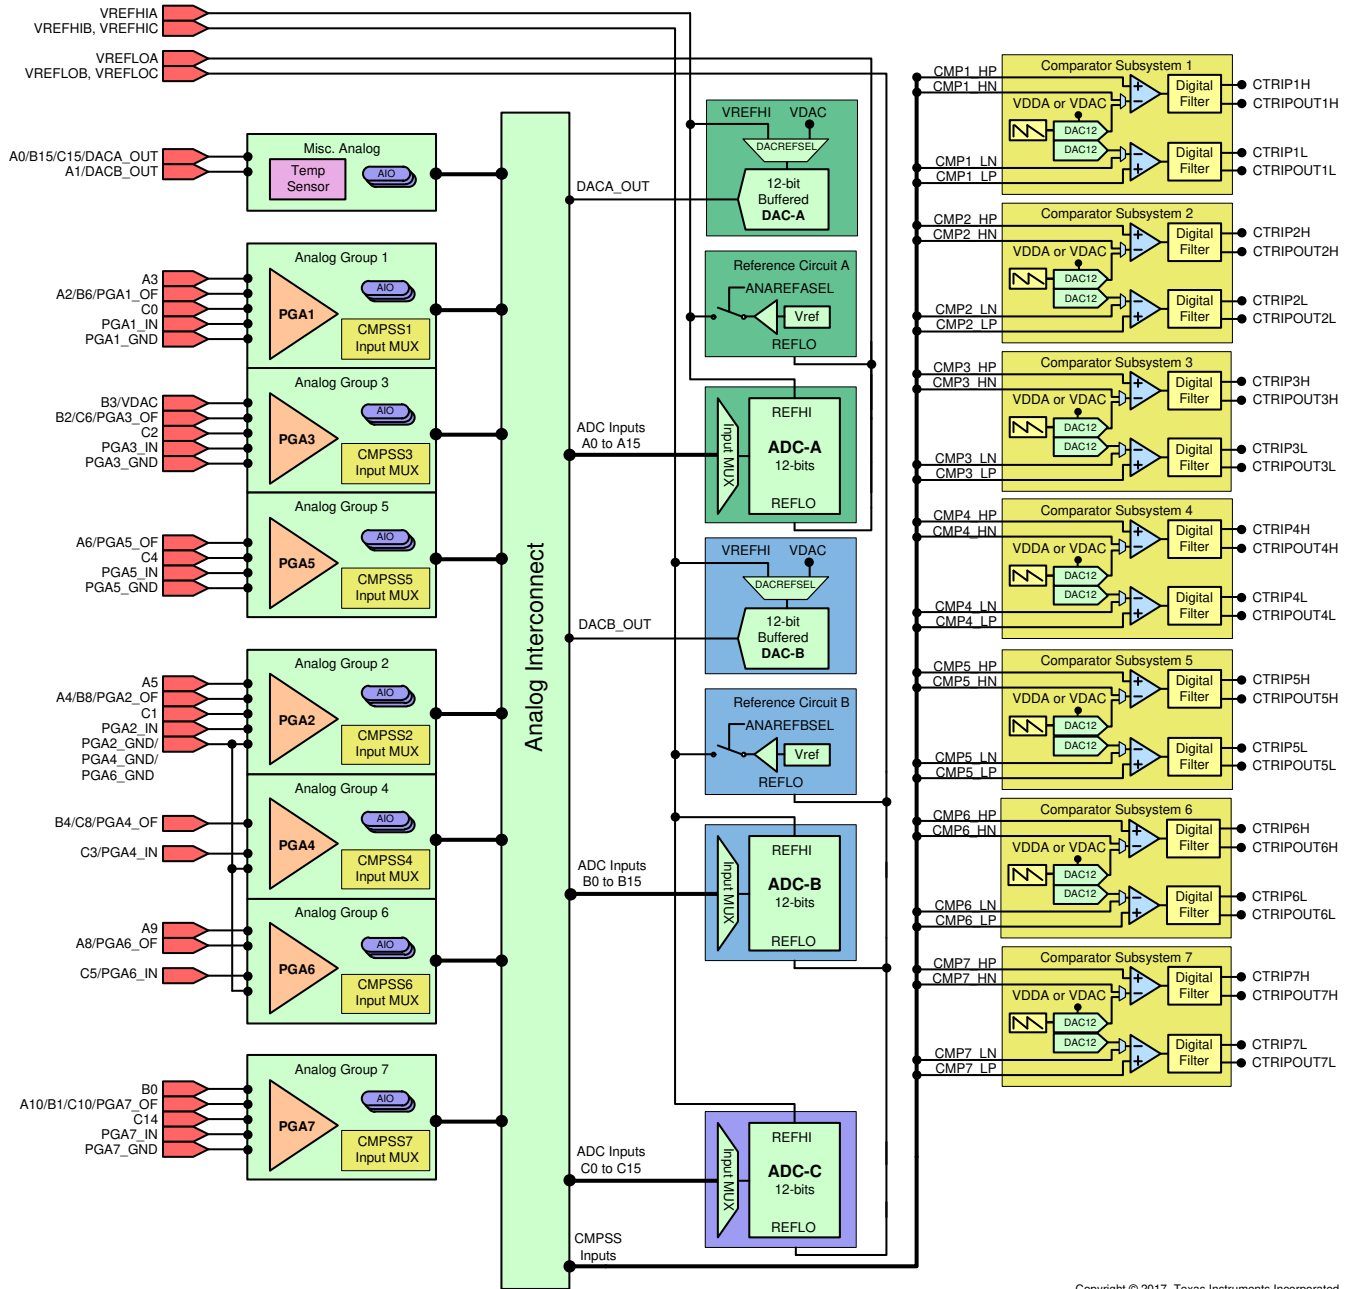 VREFHIA
VREFHIB, VREFHIC
VREFLOA
VREFLOB, VREFLOC
A0/B15/C15/DACA_OUT
A1/DACB_OUT
Misc. Analog
Temp
Sensor
AIO
Analog Group 1
A3
A2/B6/PGA1_OF
C0
PGA1_IN
PGA1_GND
PGA1
AIO
CMPSS1
Input MUX
Analog Group 3
B3/VDAC
B2/C6/PGA3_OF
C2
PGA3_IN
PGA3_GND
PGA3
AIO
CMPSS3
Input MUX
Analog Group 5
A6/PGA5_OF
C4
PGA5_IN
PGA5_GND
PGA5
AIO
CMPSS5
Input MUX
Analog Group 2
A5
A4/B8/PGA2_OF
C1
PGA2_IN
PGA2_GND/
PGA4_GND/
PGA6_GND
PGA2
AIO
CMPSS2
Input MUX
Analog Group 4
B4/C8/PGA4_OF
C3/PGA4_IN
PGA4
AIO
CMPSS4
Input MUX
Analog Group 6
A9
A8/PGA6_OF
C5/PGA6_IN
PGA6
AIO
CMPSS6
Input MUX
Analog Group 7
B0
A10/B1/C10/PGA7_OF
C14
PGA7_IN
PGA7_GND
PGA7
AIO
CMPSS7
Input MUX
Analog Interconnect
DACA_OUT
VREFHI
VDAC
DACREFSEL
12-bit
Buffered
DAC-A
Reference Circuit A
ANAREFASEL
Vref
REFLO
ADC Inputs
A0 to A15
Input MUX
REFHI
ADC-A
12-bits
REFLO
DACB_OUT
VREFHI
VDAC
DACREFSEL
12-bit
Buffered
DAC-B
Reference Circuit B
ANAREFBSEL
Vref
REFLO
ADC Inputs
B0 to B15
Input MUX
REFHI
ADC-B
12-bits
REFLO
ADC Inputs
C0 to C15
Input MUX
REFHI
ADC-C
12-bits
REFLO
CMPSS
Inputs
Comparator Subsystem 1
CMP1_HP
CMP1_HN
VDDA or VDAC
DAC12
DAC12
CMP1_LN
CMP1_LP
Digital
Filter
Digital
Filter
CTRIP1H
CTRIPOUT1H
CTRIP1L
CTRIPOUT1L
Comparator Subsystem 2
CMP2_HP
CMP2_HN
VDDA or VDAC
DAC12
DAC12
CMP2_LN
CMP2_LP
Digital
Filter
Digital
Filter
CTRIP2H
CTRIPOUT2H
CTRIP2L
CTRIPOUT2L
Comparator Subsystem 3
CMP3_HP
CMP3_HN
VDDA or VDAC
DAC12
DAC12
CMP3_LN
CMP3_LP
Digital
Filter
Digital
Filter
CTRIP3H
CTRIPOUT3H
CTRIP3L
CTRIPOUT3L
Comparator Subsystem 4
CMP4_HP
CMP4_HN
VDDA or VDAC
DAC12
DAC12
CMP4_LN
CMP4_LP
Digital
Filter
Digital
Filter
CTRIP4H
CTRIPOUT4H
CTRIP4L
CTRIPOUT4L
Comparator Subsystem 5
CMP5_HP
CMP5_HN
VDDA or VDAC
DAC12
DAC12
CMP5_LN
CMP5_LP
Digital
Filter
Digital
Filter
CTRIP5H
CTRIPOUT5H
CTRIP5L
CTRIPOUT5L
Comparator Subsystem 6
CMP6_HP
CMP6_HN
VDDA or VDAC
DAC12
DAC12
CMP6_LN
CMP6_LP
Digital
Filter
Digital
Filter
CTRIP6H
CTRIPOUT6H
CTRIP6L
CTRIPOUT6L
Comparator Subsystem 7
CMP7_HP
CMP7_HN
VDDA or VDAC
DAC12
DAC12
CMP7_LN
CMP7_LP
Digital
Filter
Digital
Filter
CTRIP7H
CTRIPOUT7H
CTRIP7L
CTRIPOUT7L
Copyright © 2017, Texas Instruments Incorporated